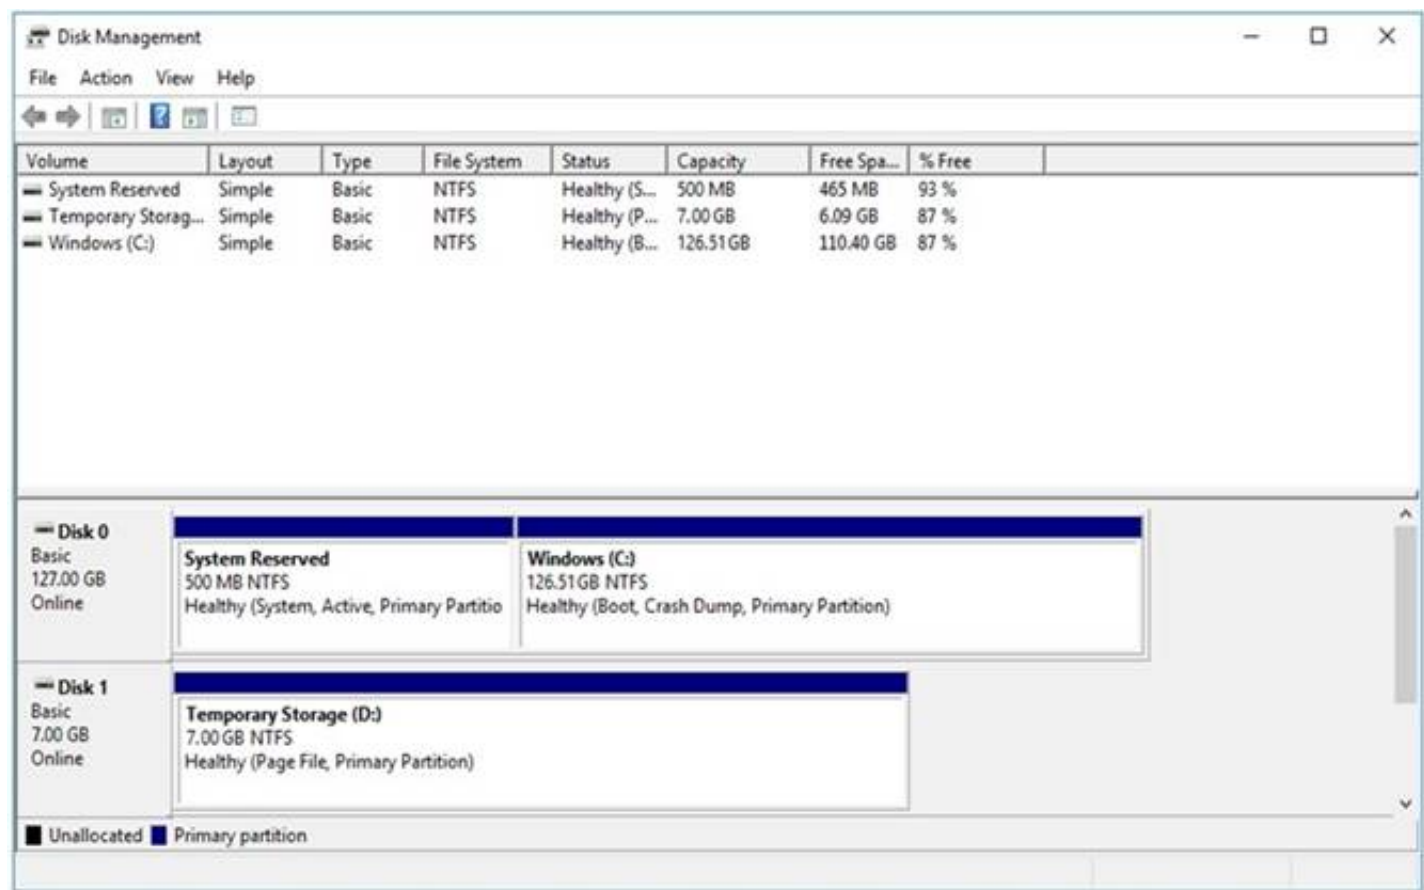 Disk Management
File Action View Help
Volume Layout Type File System Status Capacity Free Spa... % Free
System Reserved Simple Basic NTFS Healthy (S... 500 MB 465 MB 93 %
Temporary Storag... Simple Basic NTFS Healthy (P... 7.00 GB 6.09 GB 87 %
Windows (C:) Simple Basic NTFS Healthy (B... 126.51 GB 110.40 GB 87 %
Disk 0
Basic
127.00 GB
Online
System Reserved
500 MB NTFS
Healthy (System, Active, Primary Partitio
Windows (C:)
126.51 GB NTFS
Healthy (Boot, Crash Dump, Primary Partition)
Disk 1
Basic
7.00 GB
Online
Temporary Storage (D:)
7.00 GB NTFS
Healthy (Page File, Primary Partition)
Unallocated Primary partition